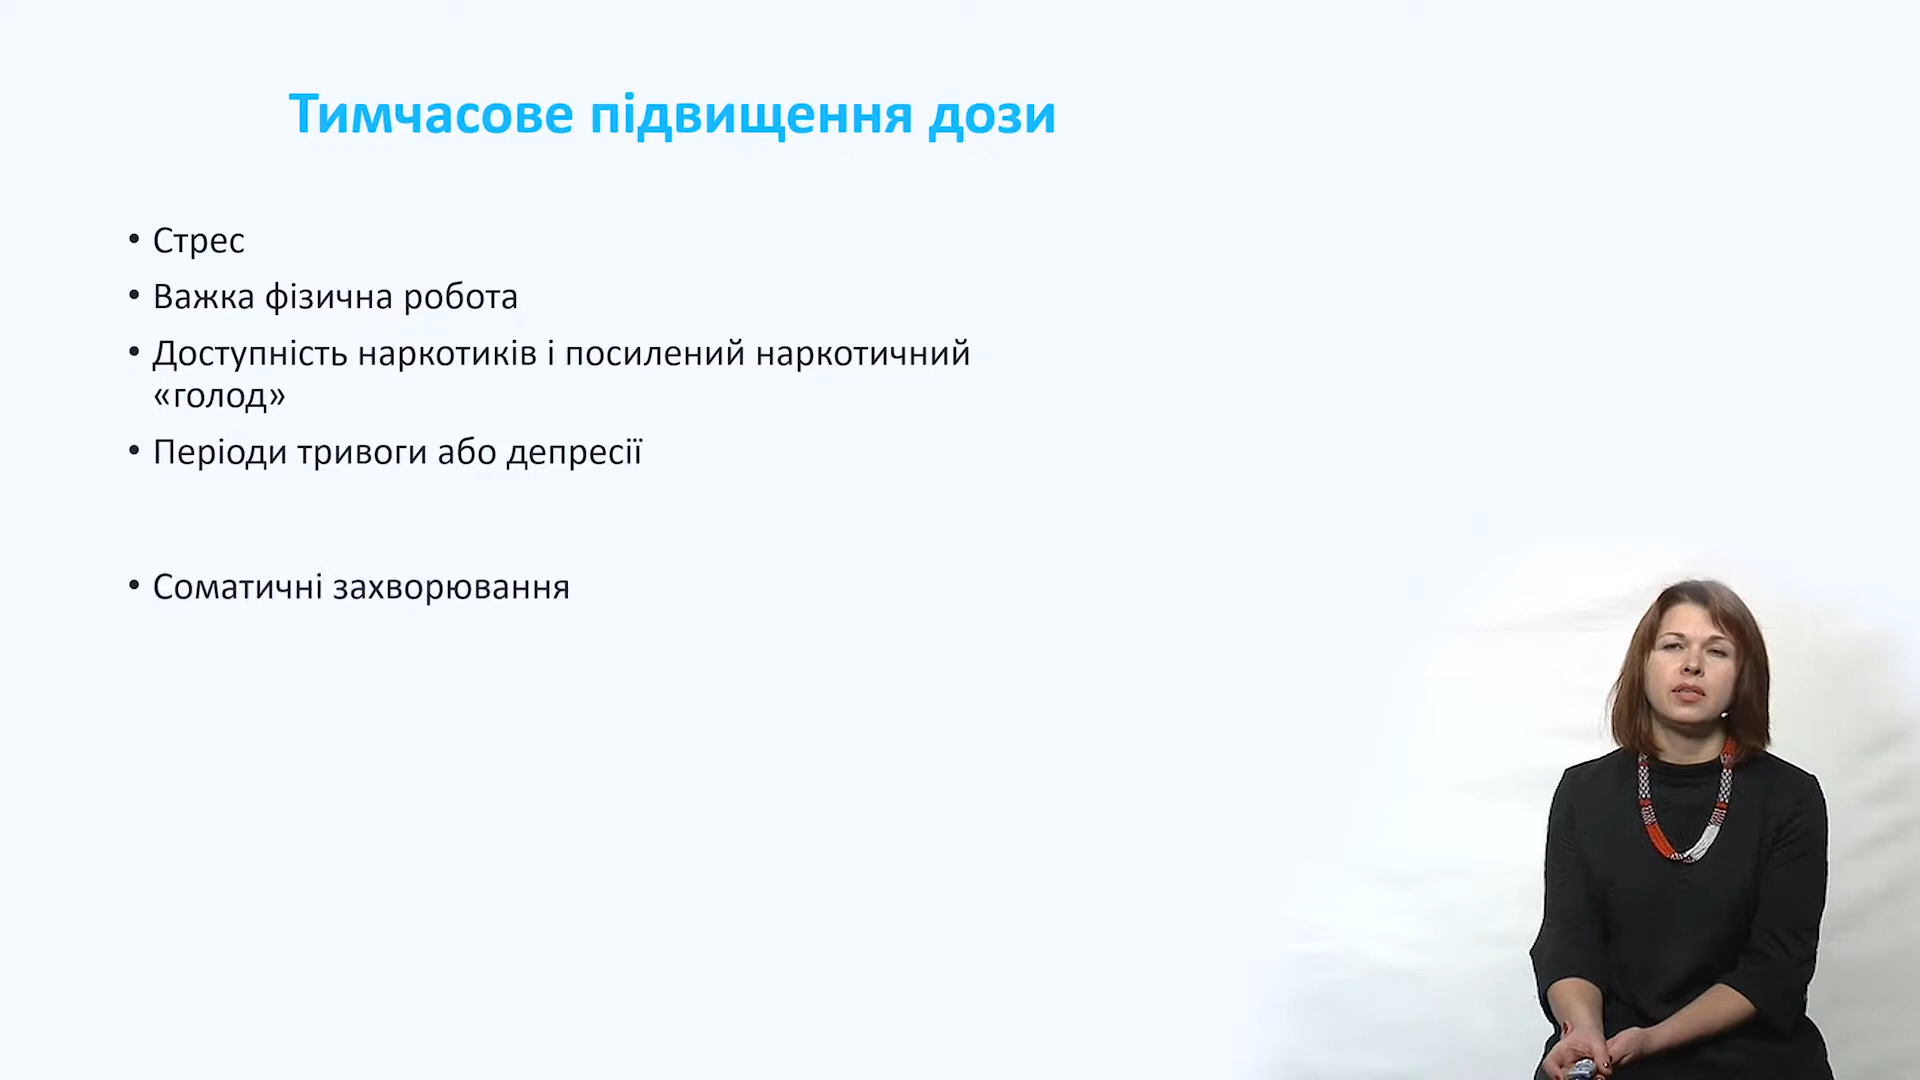 Тимчасове підвищення дози
• Стрес
• Важка фізична робота
• Доступність наркотиків і посилений наркотичний
«голод»
• Періоди тривоги або депресії
• Соматичні захворювання